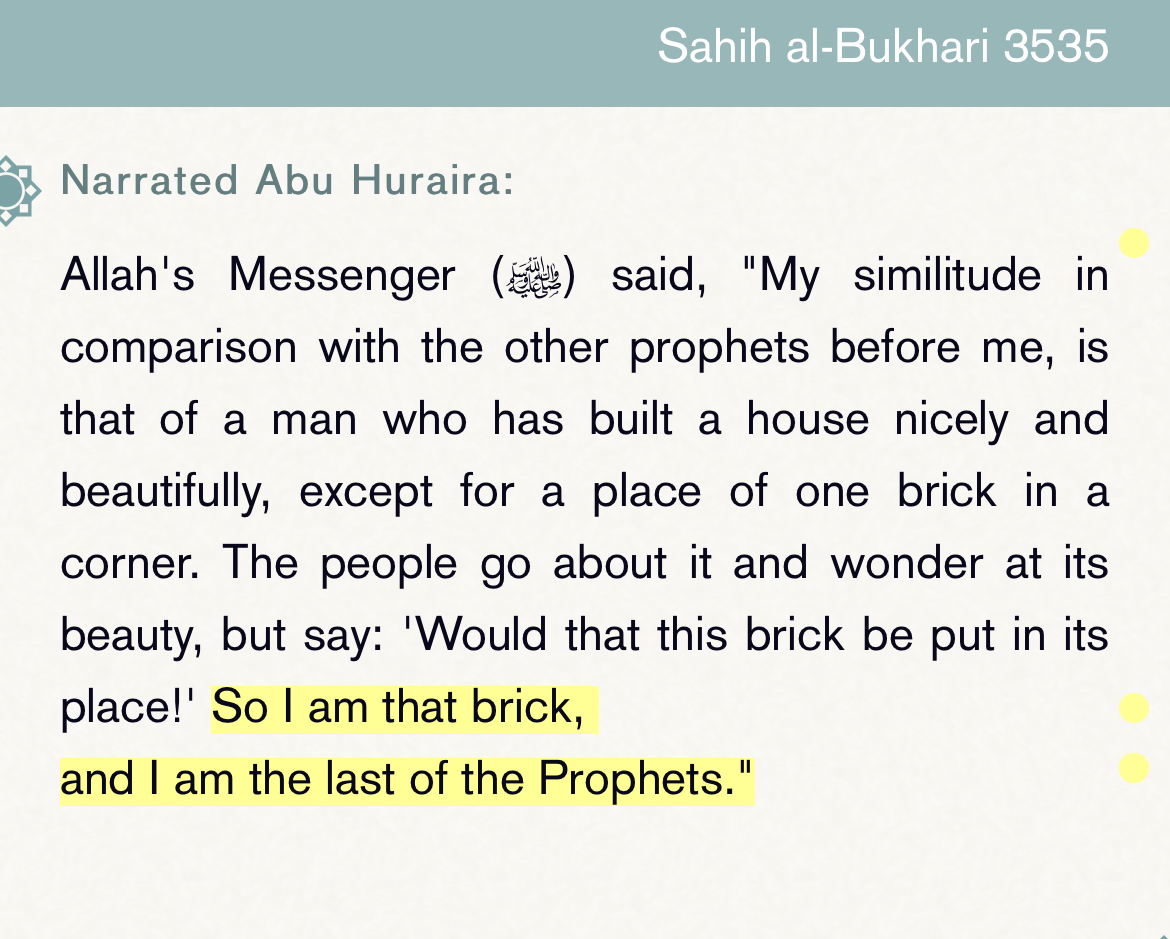 Sahih al-Bukhari 3535
Narrated Abu Huraira:
Allah's Messenger (ﷺ) said, "My similitude in
comparison with the other prophets before me, is
that of a man who has built a house nicely and
beautifully, except for a place of one brick in a
corner. The people go about it and wonder at its
beauty, but say: 'Would that this brick be put in its
place!' So I am that brick,
and I am the last of the Prophets."